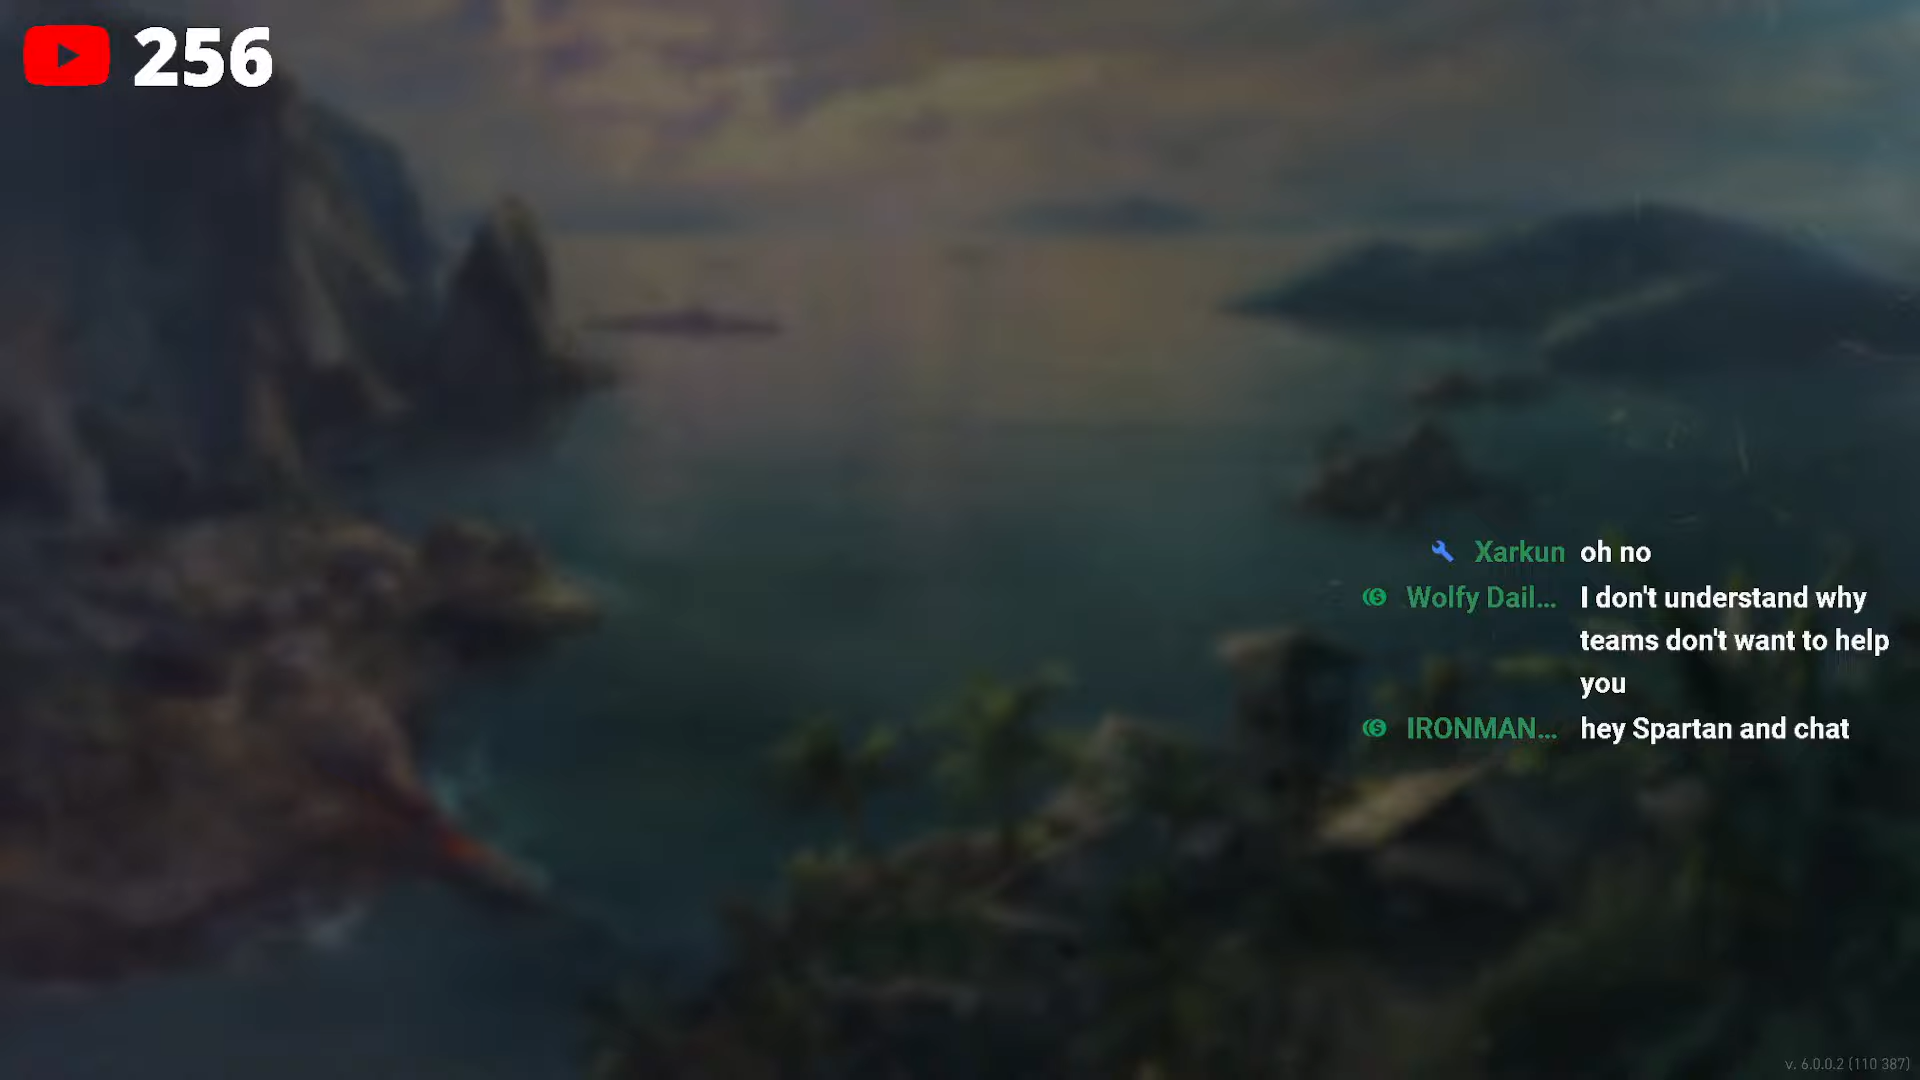 256
Xarkun oh no
Wolfy Dail... I don't understand why
teams don't want to help
you
IRONMAN... hey Spartan and chat
v. 6.0.0.2 (110 387)